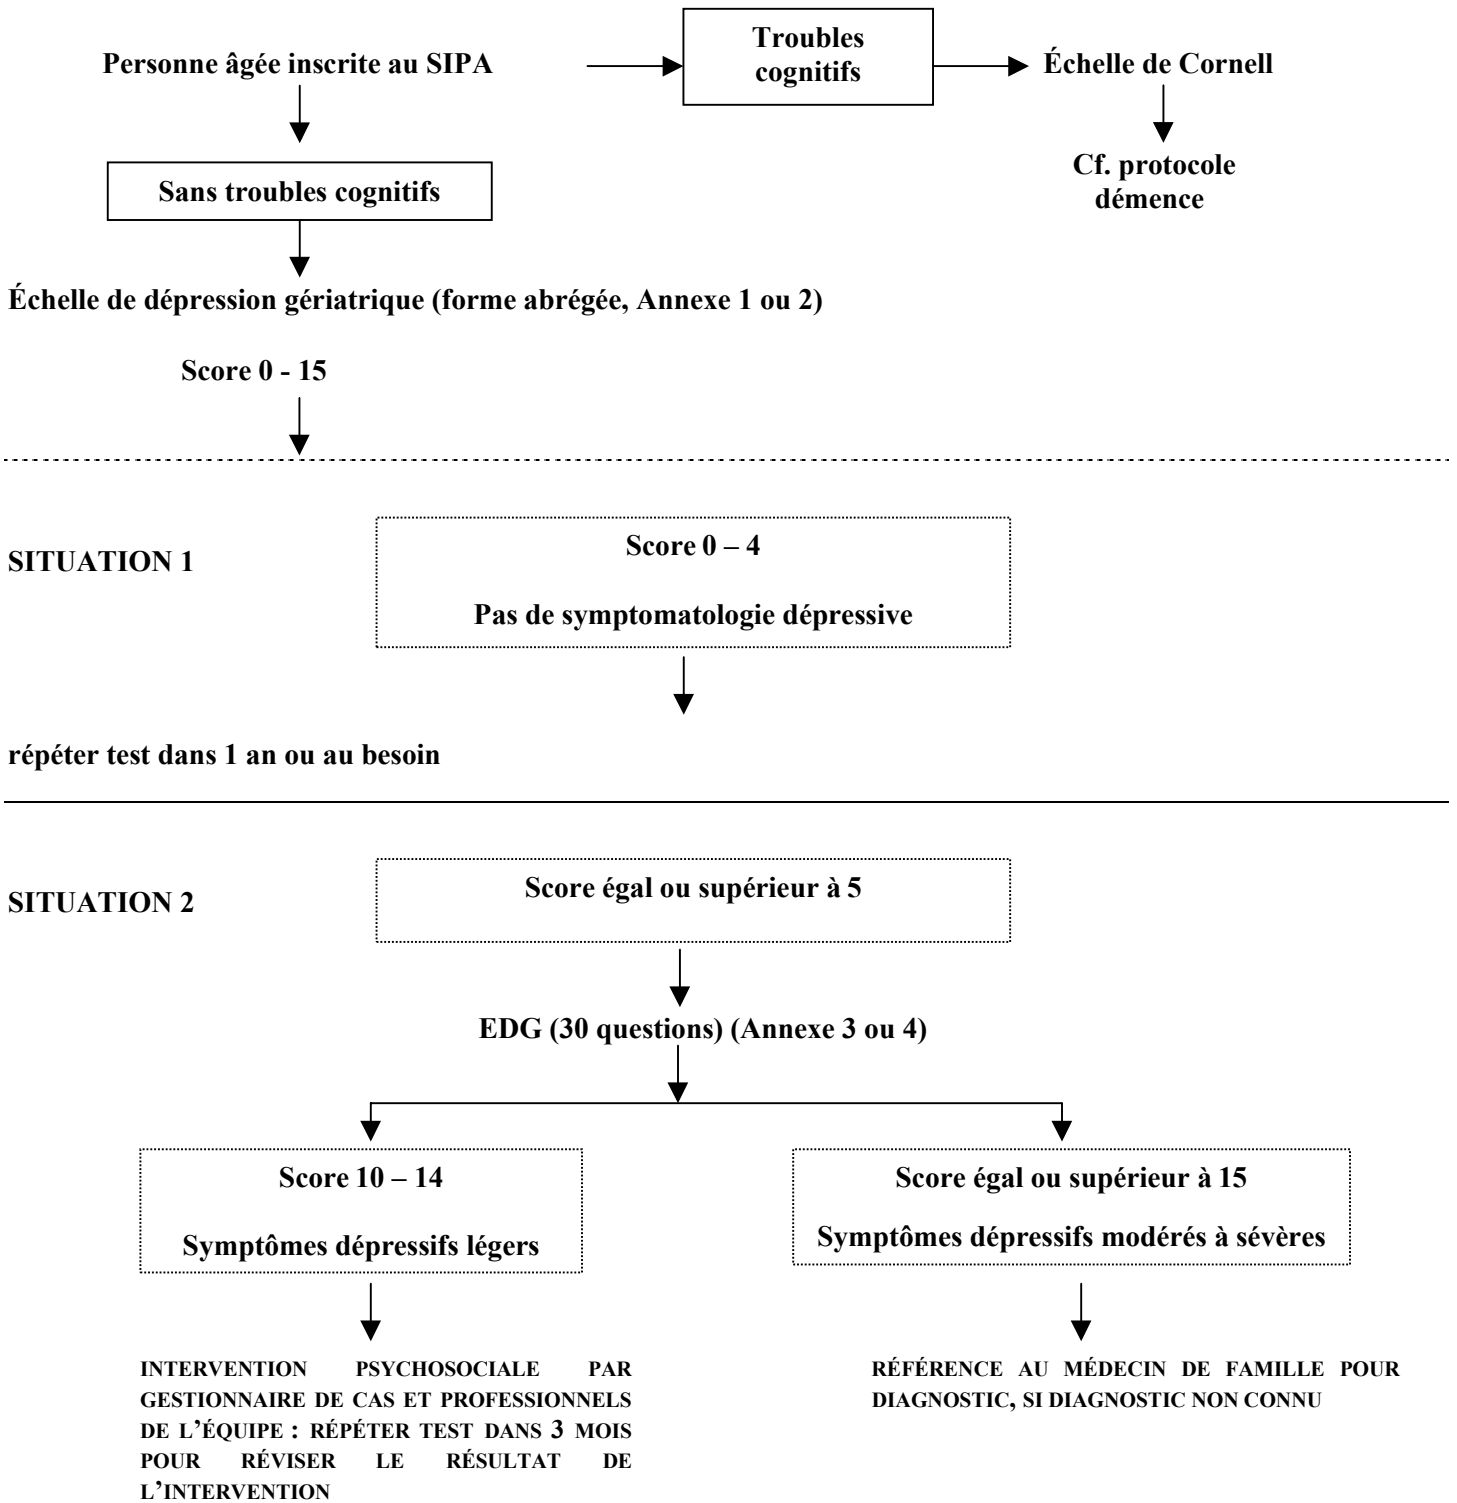 Personne âgée inscrite au SIPA
Troubles
cognitifs
Échelle de Cornell
Cf. protocole
démence
Sans troubles cognitifs
Échelle de dépression gériatrique (forme abrégée, Annexe 1 ou 2)
Score 0 - 15
SITUATION 1
Score 0 – 4
Pas de symptomatologie dépressive
répéter test dans 1 an ou au besoin
SITUATION 2
Score égal ou supérieur à 5
EDG (30 questions) (Annexe 3 ou 4)
Score 10 – 14
Symptômes dépressifs légers
Score égal ou supérieur à 15
Symptômes dépressifs modérés à sévères
INTERVENTION PSYCHOSOCIALE PAR
GESTIONNAIRE DE CAS ET PROFESSIONNELS
DE L’ÉQUIPE : RÉPÉTER TEST DANS 3 MOIS
POUR RÉVISER LE RÉSULTAT DE
L’INTERVENTION
RÉFÉRENCE AU MÉDECIN DE FAMILLE POUR
DIAGNOSTIC, SI DIAGNOSTIC NON CONNU